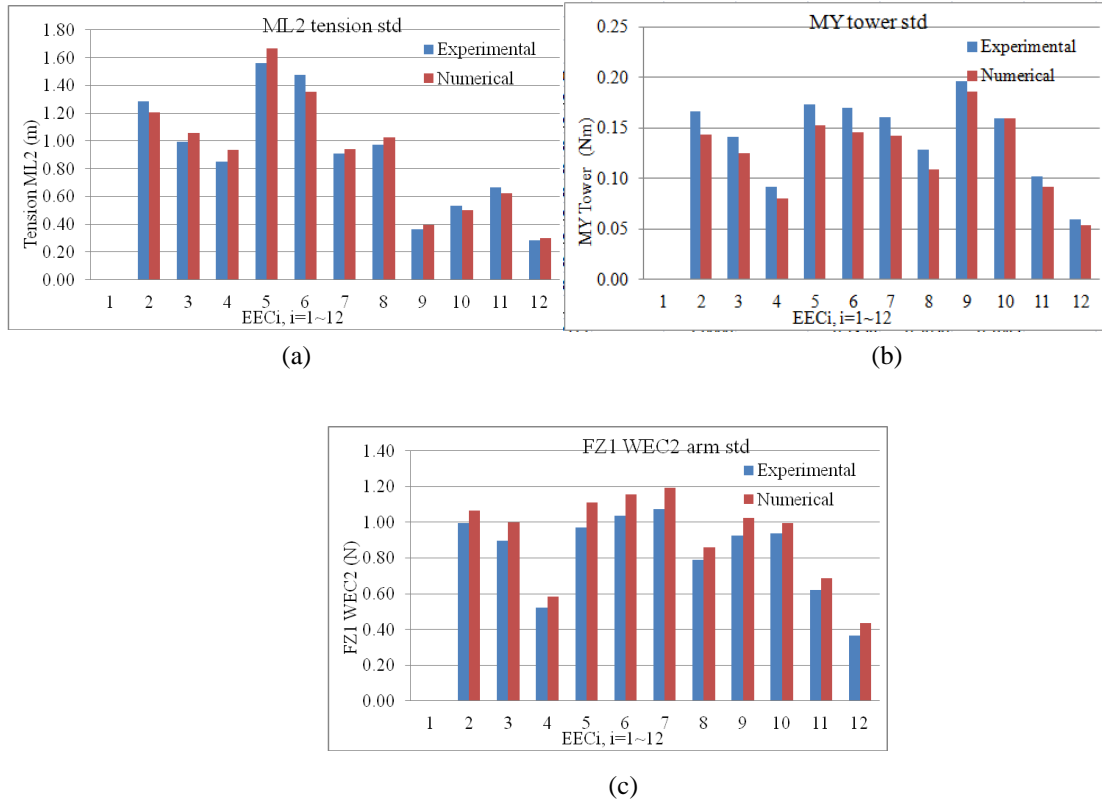 ML2 tension std
1.80
1.60
1.40
1.20
1.00
0.80
0.60
0.40
0.20
0.00
Tension ML2 (m)
Experimental
Numerical
1 2 3 4 5 6 7 8 9 10 11 12
EECi, i=1~12
(a)
MY tower std
0.25
0.20
0.15
0.10
0.05
0.00
MY Tower (Nm)
Experimental
Numerical
1 2 3 4 5 6 7 8 9 10 11 12
EECi, i=1~12
(b)
FZ1 WEC2 arm std
1.40
1.20
1.00
0.80
0.60
0.40
0.20
0.00
FZ1 WEC2 (N)
Experimental
Numerical
1 2 3 4 5 6 7 8 9 10 11 12
EECi, i=1~12
(c)